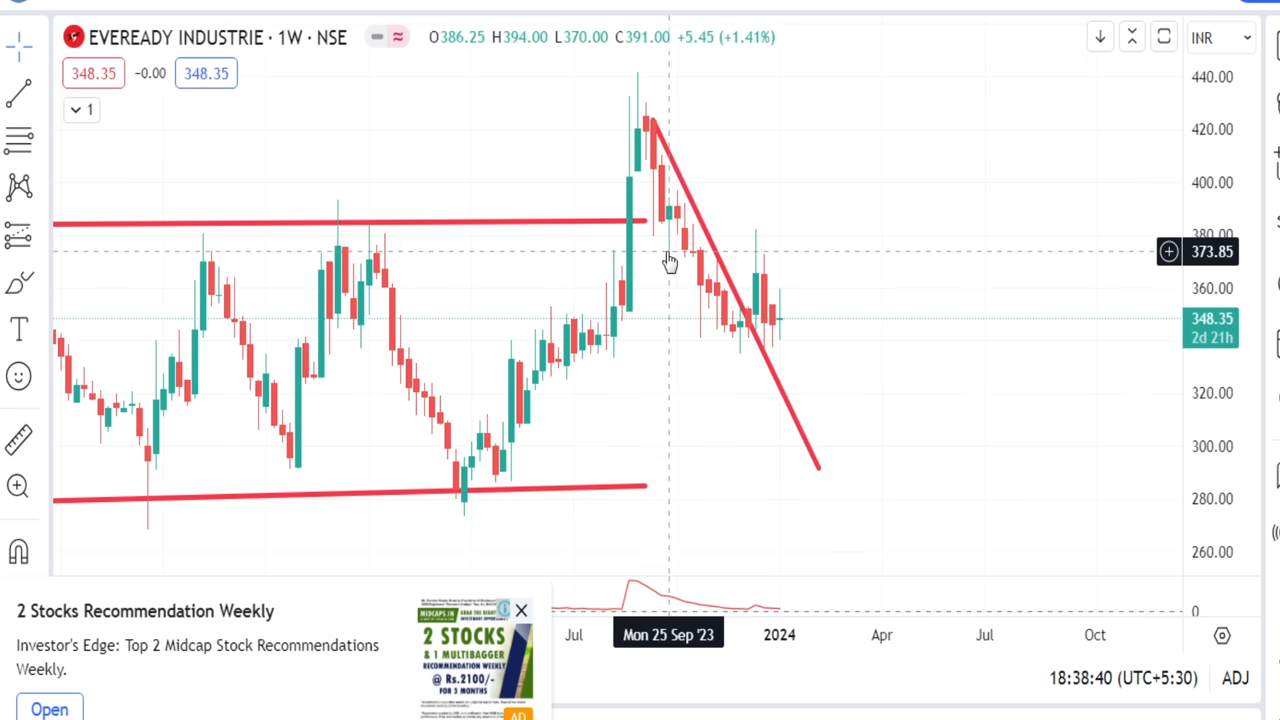 EVEREADY INDUSTRIE · 1W · NSE O386.25 H394.00 L370.00 C391.00 +5.45 (+1.41%)
INR
348.35 −0.00 348.35
1
440.00
420.00
400.00
380.00
373.85
360.00
348.35
2d 21h
320.00
300.00
280.00
260.00
0
Jul Mon 25 Sep '23 2024 Apr Jul Oct
18:38:40 (UTC+5:30) ADJ
2 Stocks Recommendation Weekly
Investor's Edge: Top 2 Midcap Stock Recommendations
Weekly.
Open
MIDCAPS.IN
2 STOCKS
& 1 MULTIBAGGER
RECOMMENDATION WEEKLY
@ Rs.2100/-
FOR 3 MONTHS
AD